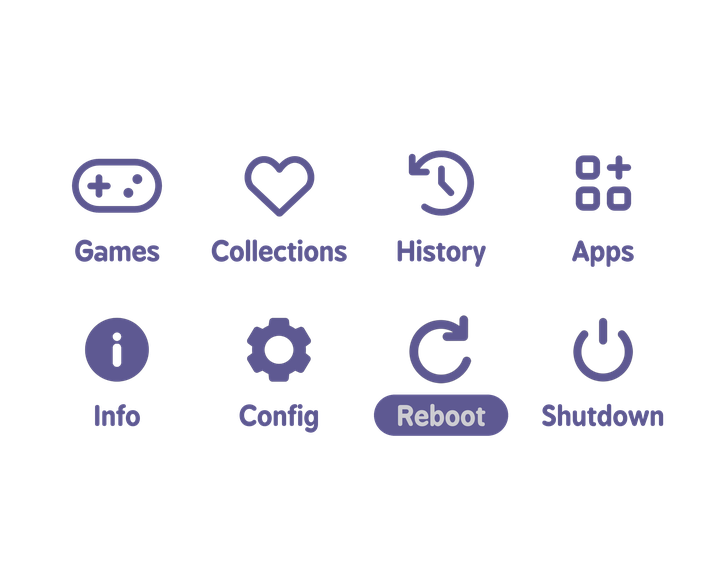 Games
Collections
History
Apps
Info
Config
Reboot
Shutdown